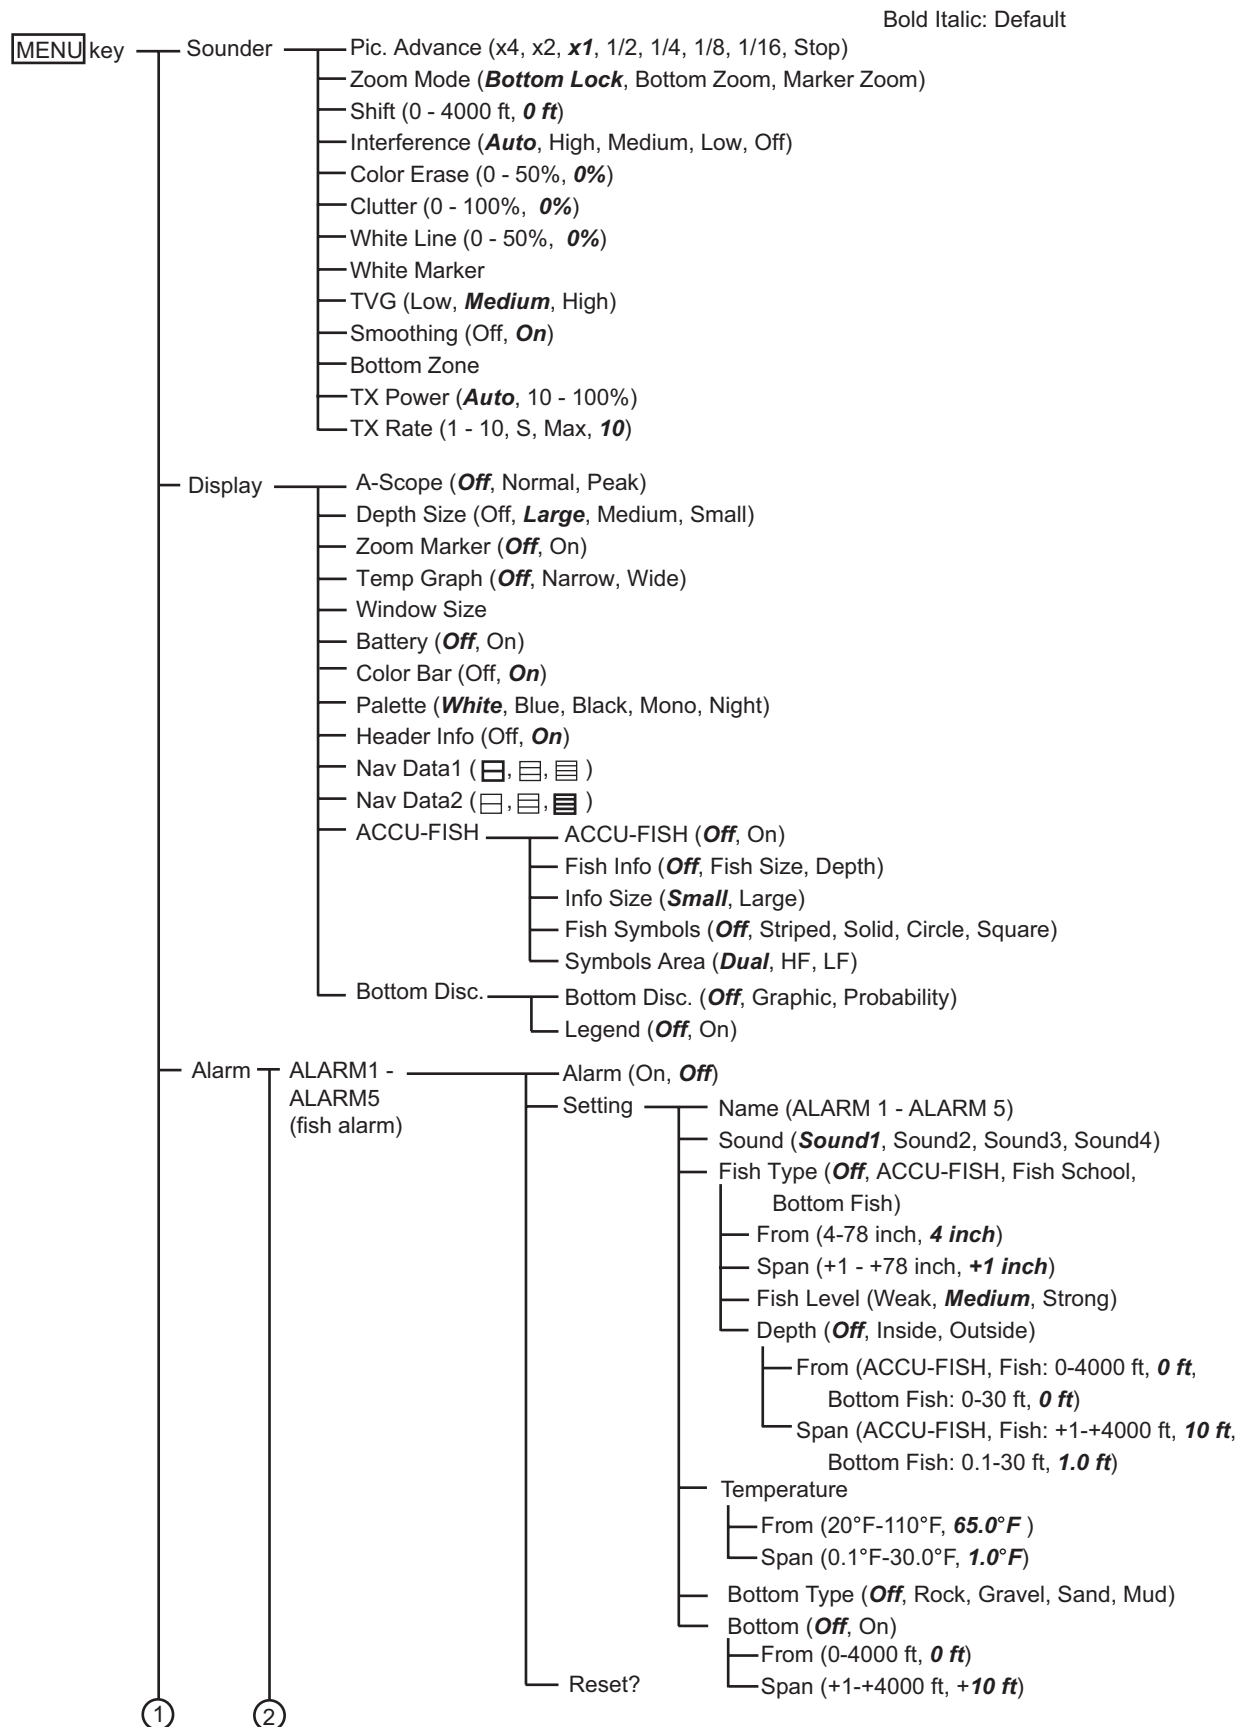 Bold Italic: Default
MENU key
Sounder
Pic. Advance (x4, x2, x1, 1/2, 1/4, 1/8, 1/16, Stop)
Zoom Mode (Bottom Lock, Bottom Zoom, Marker Zoom)
Shift (0 - 4000 ft, 0 ft)
Interference (Auto, High, Medium, Low, Off)
Color Erase (0 - 50%, 0%)
Clutter (0 - 100%, 0%)
White Line (0 - 50%, 0%)
White Marker
TVG (Low, Medium, High)
Smoothing (Off, On)
Bottom Zone
TX Power (Auto, 10 - 100%)
TX Rate (1 - 10, S, Max, 10)
Display
A-Scope (Off, Normal, Peak)
Depth Size (Off, Large, Medium, Small)
Zoom Marker (Off, On)
Temp Graph (Off, Narrow, Wide)
Window Size
Battery (Off, On)
Color Bar (Off, On)
Palette (White, Blue, Black, Mono, Night)
Header Info (Off, On)
Nav Data1 ( , , )
Nav Data2 ( , , )
ACCU-FISH
ACCU-FISH (Off, On)
Fish Info (Off, Fish Size, Depth)
Info Size (Small, Large)
Fish Symbols (Off, Striped, Solid, Circle, Square)
Symbols Area (Dual, HF, LF)
Bottom Disc.
Bottom Disc. (Off, Graphic, Probability)
Legend (Off, On)
Alarm
ALARM1 -
ALARM5
(fish alarm)
Alarm (On, Off)
Setting
Name (ALARM 1 - ALARM 5)
Sound (Sound1, Sound2, Sound3, Sound4)
Fish Type (Off, ACCU-FISH, Fish School,
Bottom Fish)
From (4-78 inch, 4 inch)
Span (+1 - +78 inch, +1 inch)
Fish Level (Weak, Medium, Strong)
Depth (Off, Inside, Outside)
From (ACCU-FISH, Fish: 0-4000 ft, 0 ft,
Bottom Fish: 0-30 ft, 0 ft)
Span (ACCU-FISH, Fish: +1-+4000 ft, 10 ft,
Bottom Fish: 0.1-30 ft, 1.0 ft)
Temperature
From (20°F-110°F, 65.0°F )
Span (0.1°F-30.0°F, 1.0°F)
Bottom Type (Off, Rock, Gravel, Sand, Mud)
Bottom (Off, On)
From (0-4000 ft, 0 ft)
Span (+1-+4000 ft, +10 ft)
Reset?
1
2